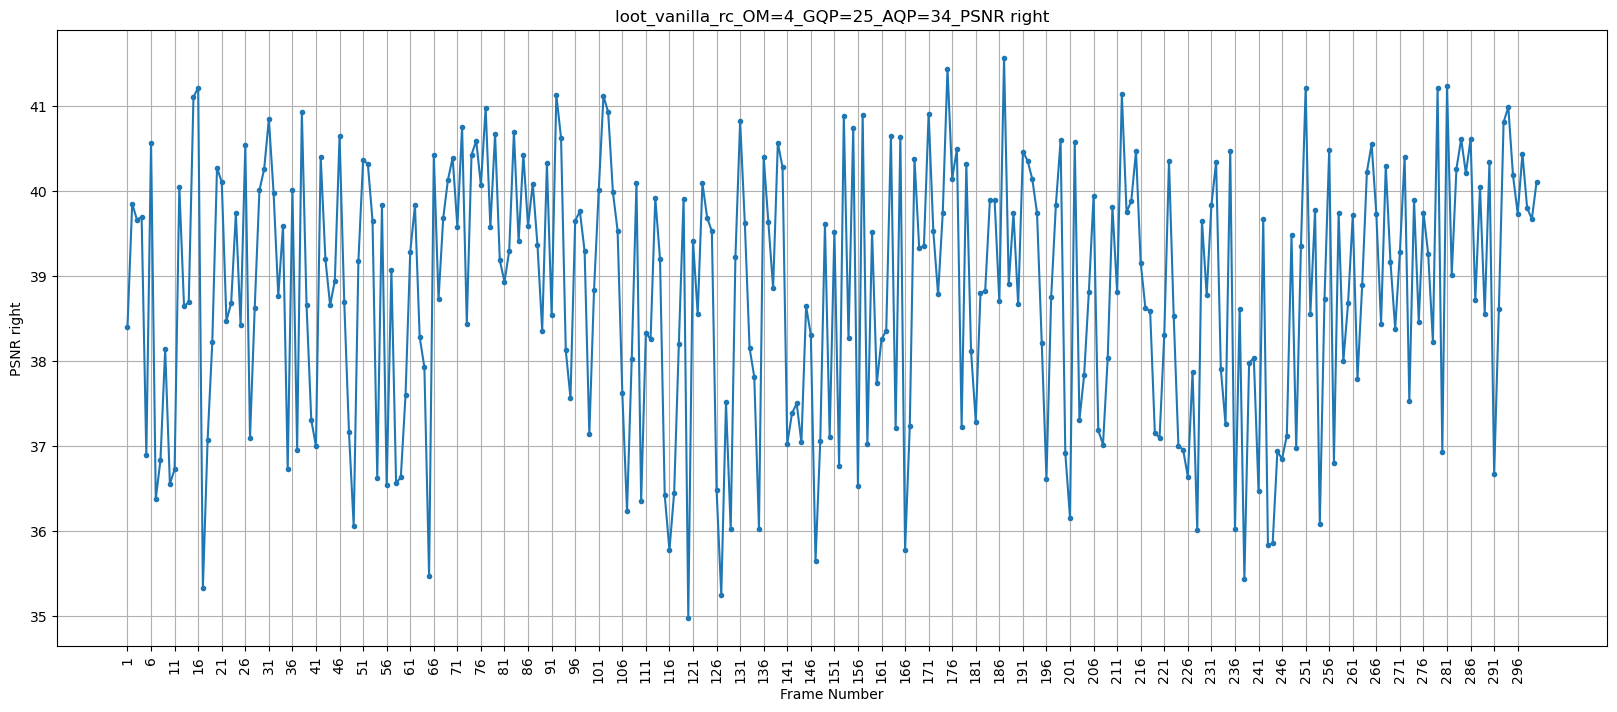 loot_vanilla_rc_OM=4_GQP=25_AQP=34_PSNR right
PSNR right
41
40
39
38
37
36
35
1 6 11 16 21 26 31 36 41 46 51 56 61 66 71 76 81 86 91 96 101 106 111 116 121 126 131 136 141 146 151 156 161 166 171 176 181 186 191 196 201 206 211 216 221 226 231 236 241 246 251 256 261 266 271 276 281 286 291 296
Frame Number